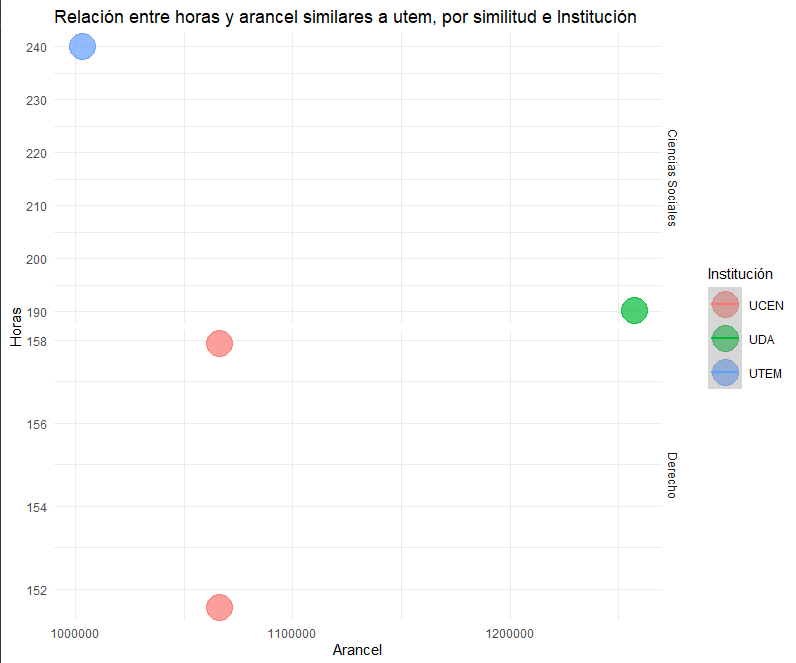 Relación entre horas y arancel similares a utem, por similitud e Institución
240
230
220
210
200
190
Ciencias Sociales
158
156
154
152
Derecho
Horas
1000000
1100000
1200000
Arancel
Institución
UCEN
UDA
UTEM